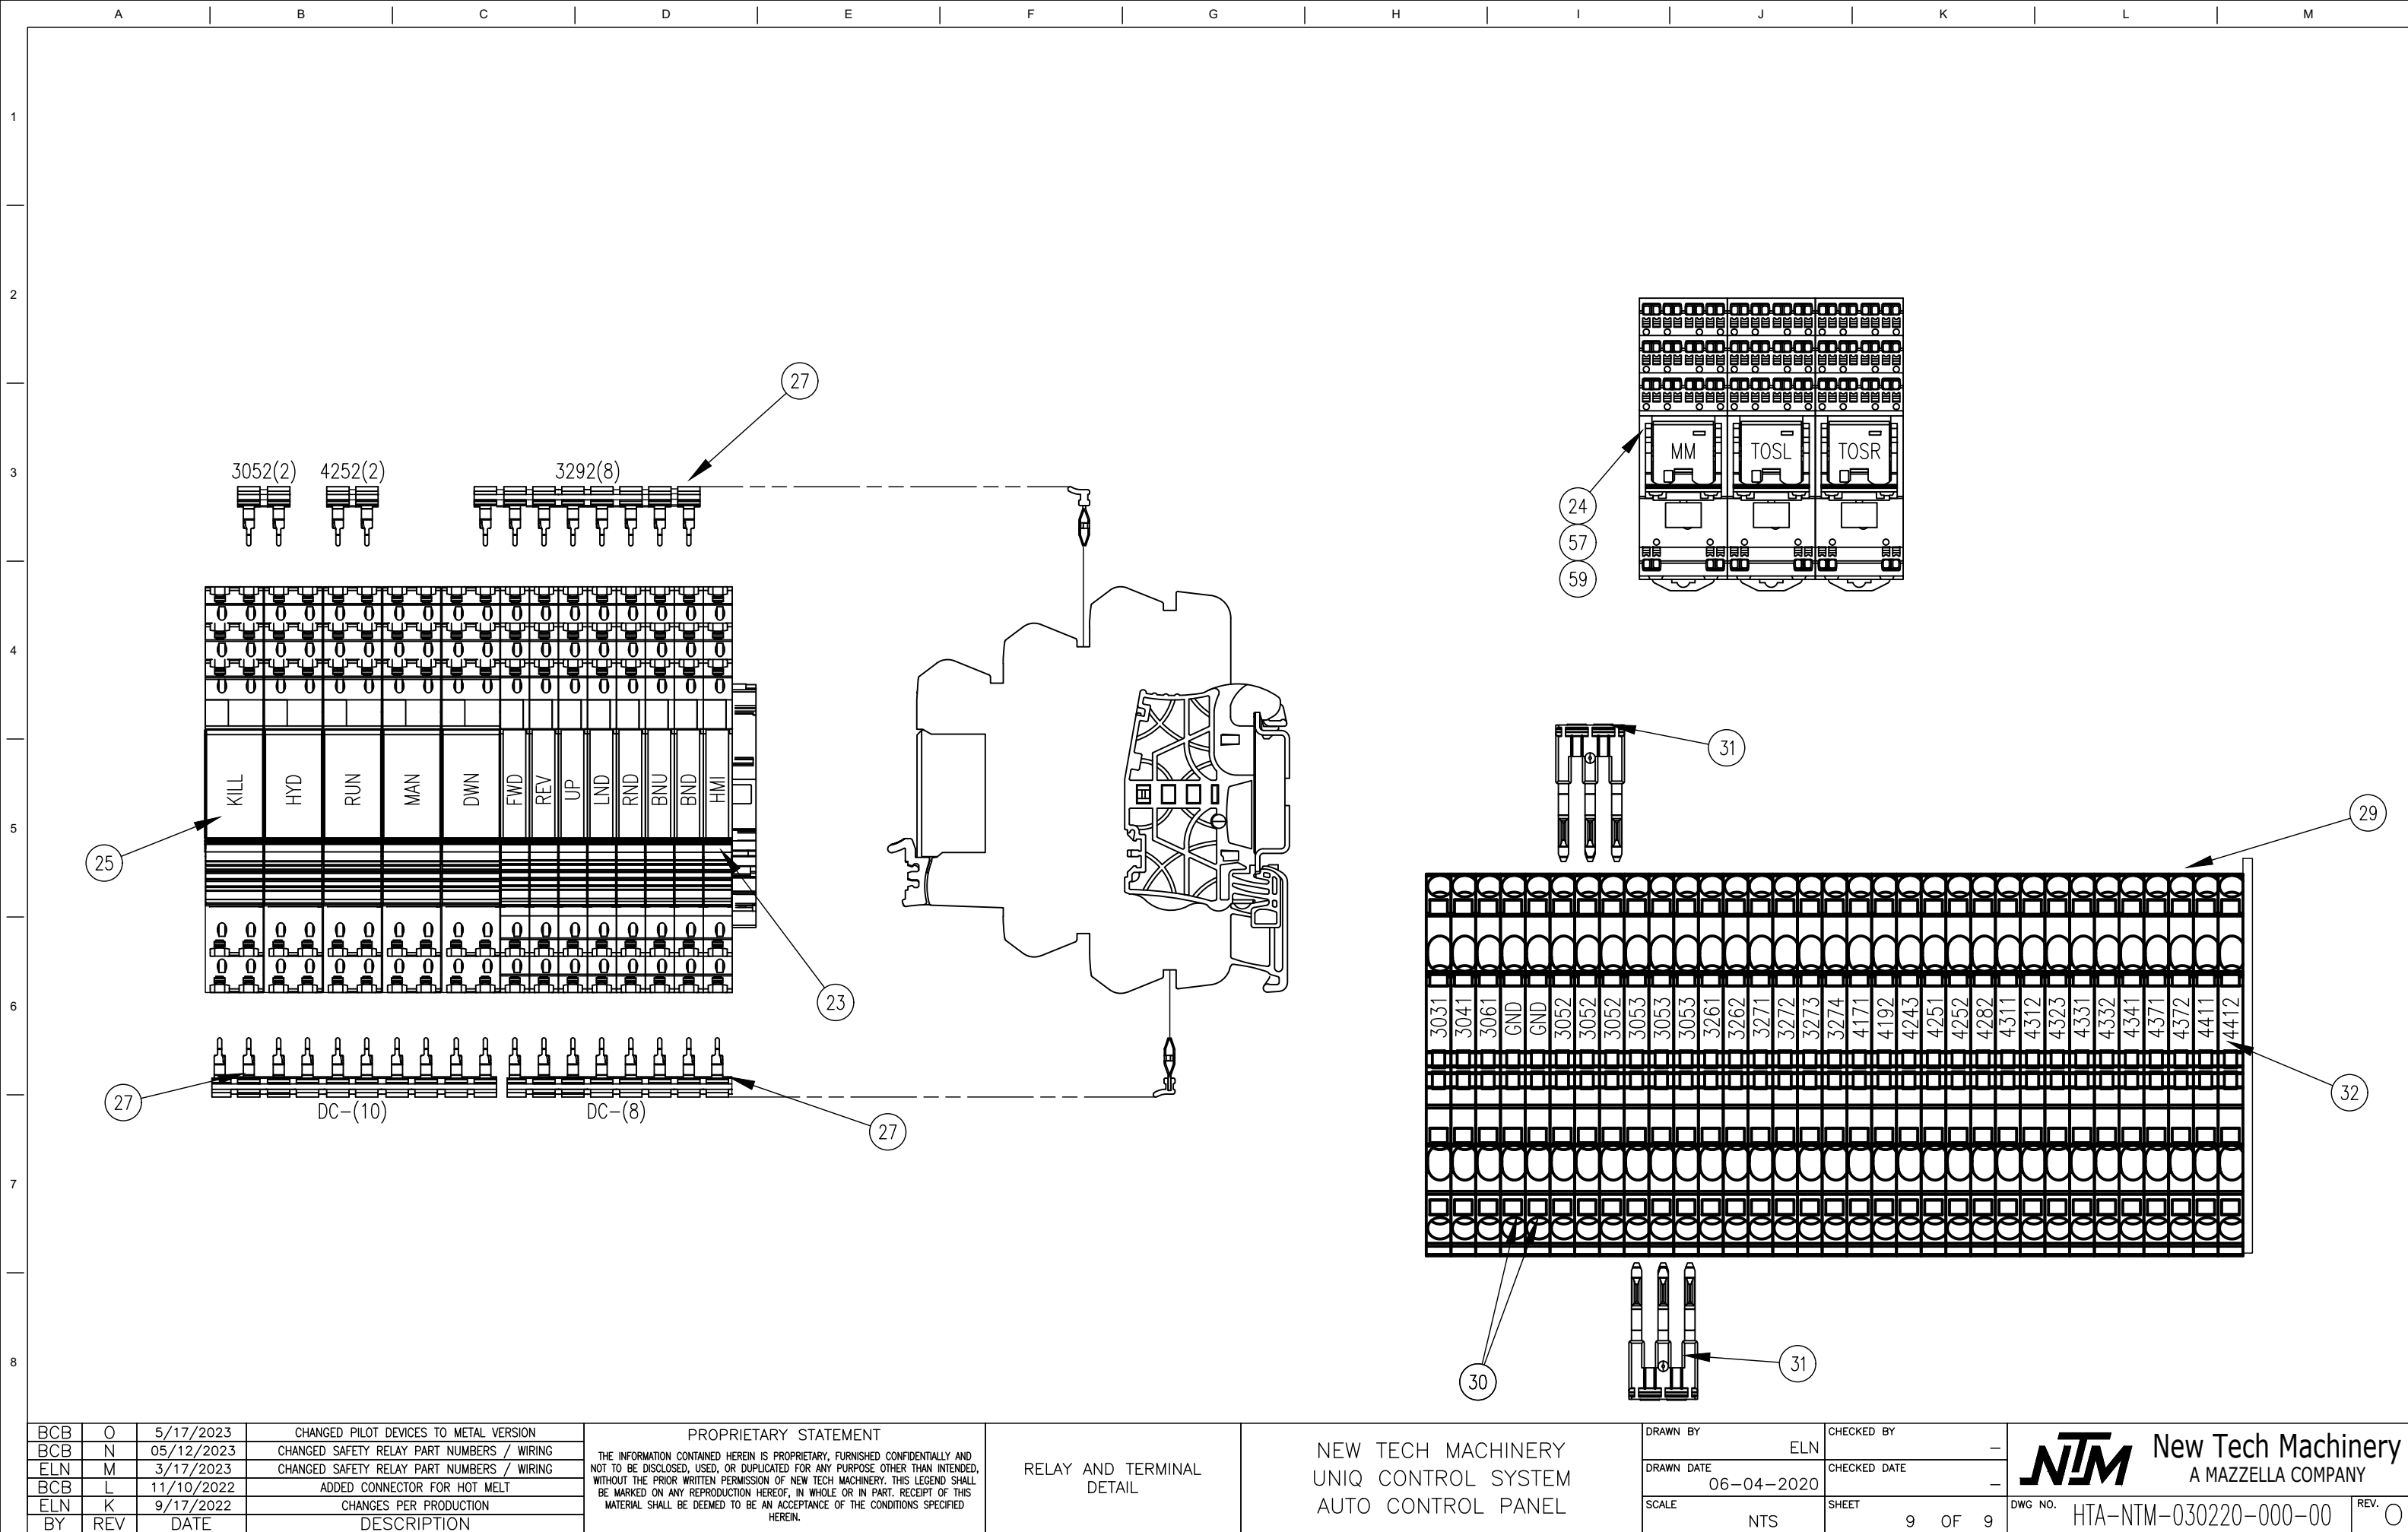 A B C D E F G H I J K L M
1
2
3
4
5
6
7
8
27
3052(2) 4252(2) 3292(8)
MM TOSL TOSR
24
57
59
31
29
KILL HYD RUN MAN DWN FWD REV UP LND RND BNU BND HMI
25
23
3031 3041 3061 GND GND 3052 3052 3052 3053 3053 3053 3261 3262 3271 3272 3273 3274 4171 4192 4243 4251 4252 4282 4311 4312 4323 4331 4332 4341 4371 4372 4411 4412
32
27
DC-(10) DC-(8)
27
30
31
BCB O 5/17/2023 CHANGED PILOT DEVICES TO METAL VERSION
BCB N 05/12/2023 CHANGED SAFETY RELAY PART NUMBERS / WIRING
ELN M 3/17/2023 CHANGED SAFETY RELAY PART NUMBERS / WIRING
BCB L 11/10/2022 ADDED CONNECTOR FOR HOT MELT
ELN K 9/17/2022 CHANGES PER PRODUCTION
BY REV DATE DESCRIPTION
PROPRIETARY STATEMENT
THE INFORMATION CONTAINED HEREIN IS PROPRIETARY, FURNISHED CONFIDENTIALLY AND
NOT TO BE DISCLOSED, USED, OR DUPLICATED FOR ANY PURPOSE OTHER THAN INTENDED,
WITHOUT THE PRIOR WRITTEN PERMISSION OF NEW TECH MACHINERY. THIS LEGEND SHALL
BE MARKED ON ANY REPRODUCTION HEREOF, IN WHOLE OR IN PART. RECEIPT OF THIS
MATERIAL SHALL BE DEEMED TO BE AN ACCEPTANCE OF THE CONDITIONS SPECIFIED
HEREIN.
RELAY AND TERMINAL
DETAIL
NEW TECH MACHINERY
UNIQ CONTROL SYSTEM
AUTO CONTROL PANEL
DRAWN BY ELN
CHECKED BY -
DRAWN DATE 06-04-2020
CHECKED DATE -
SCALE NTS
SHEET 9 OF 9
NTM New Tech Machinery
A MAZZELLA COMPANY
DWG NO. HTA-NTM-030220-000-00
REV. O